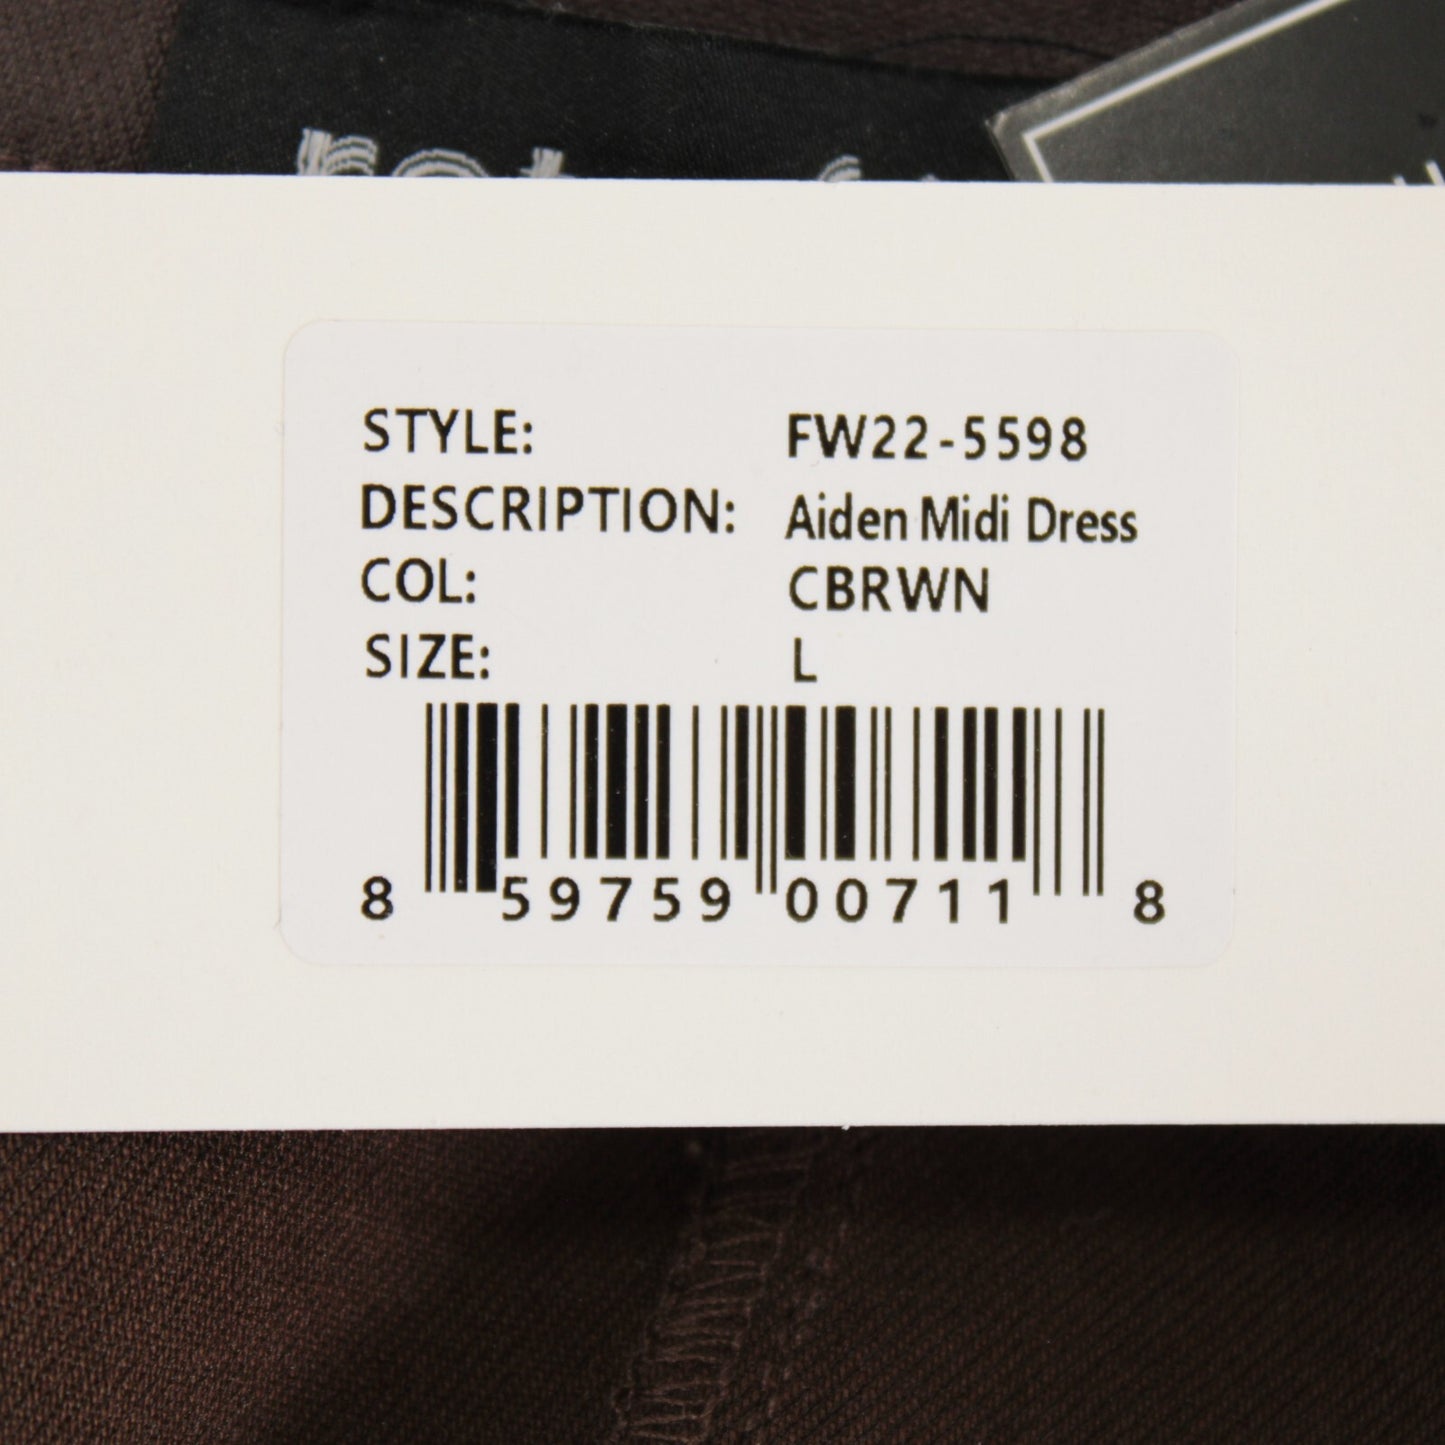 STYLE: FW22-5598
DESCRIPTION: Aiden Midi Dress
COL: CBRWN
SIZE: L
8 59759 00711 8